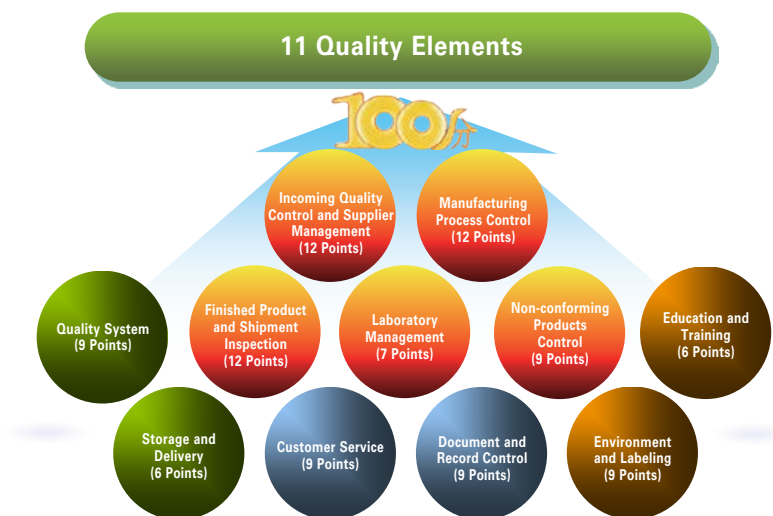 11 Quality Elements
100分
Incoming Quality
Control and Supplier
Management
(12 Points)
Manufacturing
Process Control
(12 Points)
Quality System
(9 Points)
Finished Product
and Shipment
Inspection
(12 Points)
Laboratory
Management
(7 Points)
Non-conforming
Products
Control
(9 Points)
Education and
Training
(6 Points)
Storage and
Delivery
(6 Points)
Customer Service
(9 Points)
Document and
Record Control
(9 Points)
Environment
and Labeling
(9 Points)